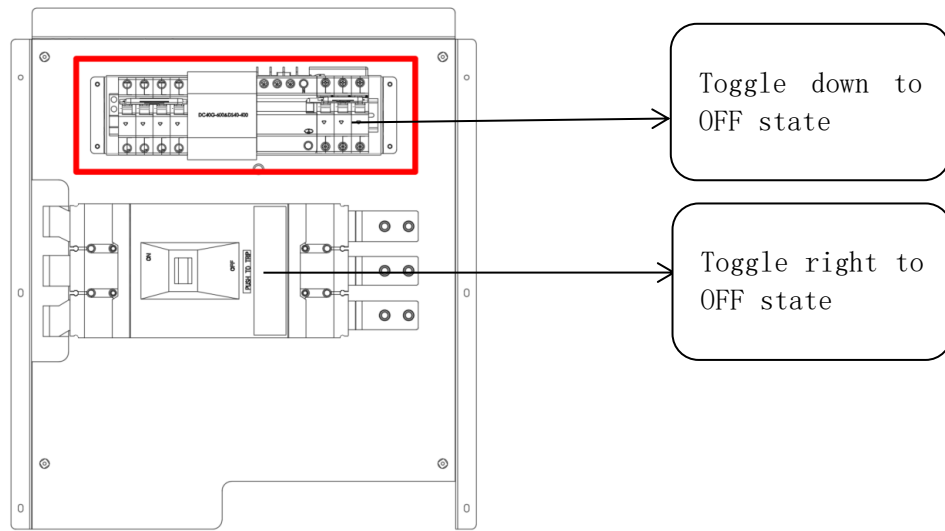 Toggle down to
OFF state
Toggle right to
OFF state
ON
OFF
PUSH TO TRIP